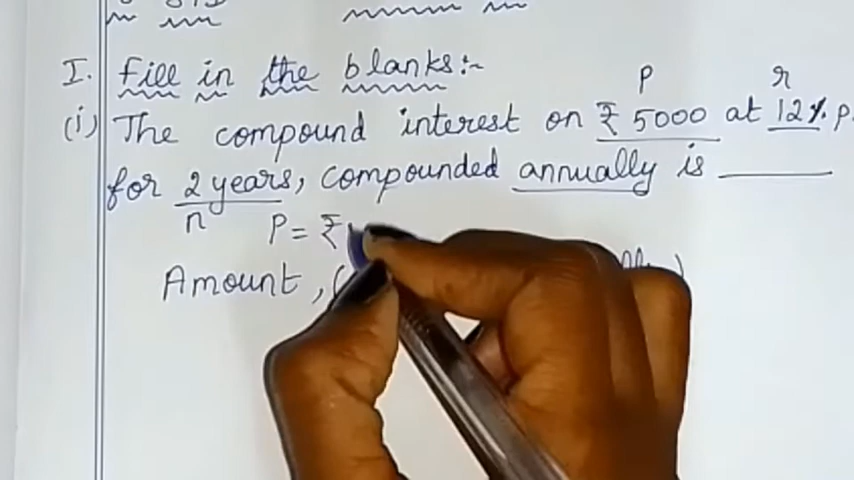 I. Fill in the blanks:-
P r
(i) The compound interest on ₹ 5000 at 12% p.
for 2 years, compounded annually is ______
n P = ₹
Amount, (